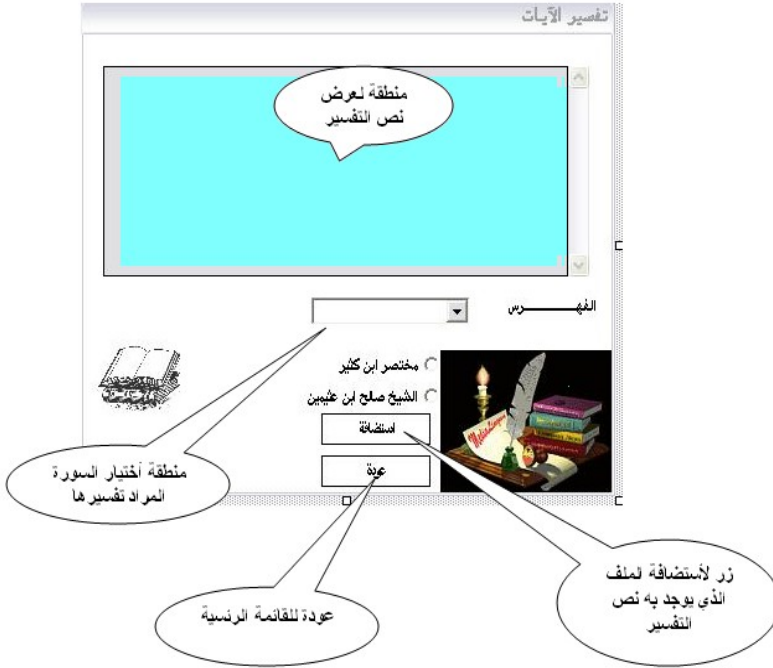 تفسير الآيات
منطقة لعرض
نص التفسير
الفهـــــــرس
مختصر ابن كثير
الشيخ صالح ابن عثيمين
استضافة
عودة
منطقة أختيار السورة
المراد تفسيرها
زر لأستضافة الملف
الذي يوجد به نص
التفسير
عودة للقائمة الرئسية